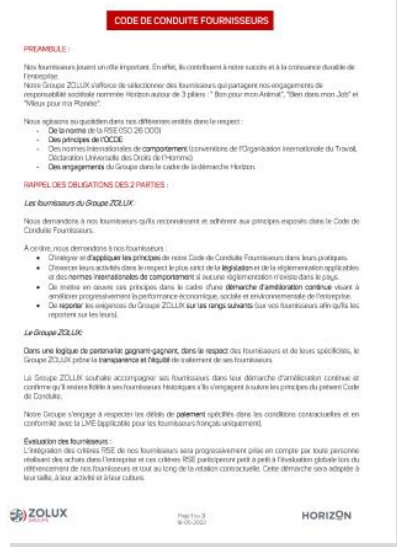 CODE DE CONDUITE FOURNISSEURS
PREAMBULE :
Nos fournisseurs jouent un rôle important. En effet, ils contribuent à notre succès et à la croissance durable de
l'entreprise.
Notre Groupe ZOLUX s'efforce de sélectionner des fournisseurs qui partagent nos engagements de
responsabilité sociétale nommée Horizon autour de 3 piliers : " Bon pour mon Animal", "Bien dans mon Job" et
"Mieux pour ma Planète".
Nous agissons au quotidien dans nos différentes entités dans le respect :
- De la norme de la RSE (ISO 26 000)
- Des principes de l'OCDE
- Des normes internationales de comportement (conventions de l'Organisation Internationale du Travail,
Déclaration Universelle des Droits de l'Homme)
- Des engagements du Groupe dans le cadre de la démarche Horizon.
RAPPEL DES OBLIGATIONS DES 2 PARTIES :
Les fournisseurs du Groupe ZOLUX :
Nous demandons à nos fournisseurs qu'ils reconnaissent et adhèrent aux principes exposés dans le Code de
Conduite Fournisseurs.
A ce titre, nous demandons à nos fournisseurs :
• D'intégrer et d'appliquer les principes de notre Code de Conduite Fournisseurs dans leurs pratiques.
• D'exercer leurs activités dans le respect le plus strict de la législation et de la réglementation applicables
et des normes internationales de comportement si aucune réglementation n'existe dans le pays.
• De mettre en œuvre ces principes dans le cadre d'une démarche d'amélioration continue visant à
améliorer progressivement la performance économique, sociale et environnementale de l'entreprise.
• De reporter les exigences du Groupe ZOLUX sur les rangs suivants (sur vos fournisseurs afin qu'ils les
reportent sur les leurs).
Le Groupe ZOLUX:
Dans une logique de partenariat gagnant-gagnant, dans le respect des fournisseurs et de leurs spécificités, le
Groupe ZOLUX prône la transparence et l'équité de traitement de ses fournisseurs.
Le Groupe ZOLUX souhaite accompagner ses fournisseurs dans leur démarche d'amélioration continue et
confirme qu'il restera fidèle à ses fournisseurs historiques s'ils s'engagent à suivre les principes du présent Code
de Conduite.
Notre Groupe s'engage à respecter les délais de paiement spécifiés dans les conditions contractuelles et en
conformité avec la LME (applicable pour les fournisseurs français uniquement).
Évaluation des fournisseurs :
L'intégration des critères RSE de nos fournisseurs sera progressivement prise en compte par toute personne
réalisant des achats dans l'entreprise et ces critères RSE participeront petit à petit à l'évaluation globale lors du
référencement de nos fournisseurs et tout au long de la relation contractuelle. Cette démarche sera adaptée à
leur taille, à leur activité et à leur culture.
ZOLUX
GROUPE
Page 1 sur 3
16-05-2022
HORIZON